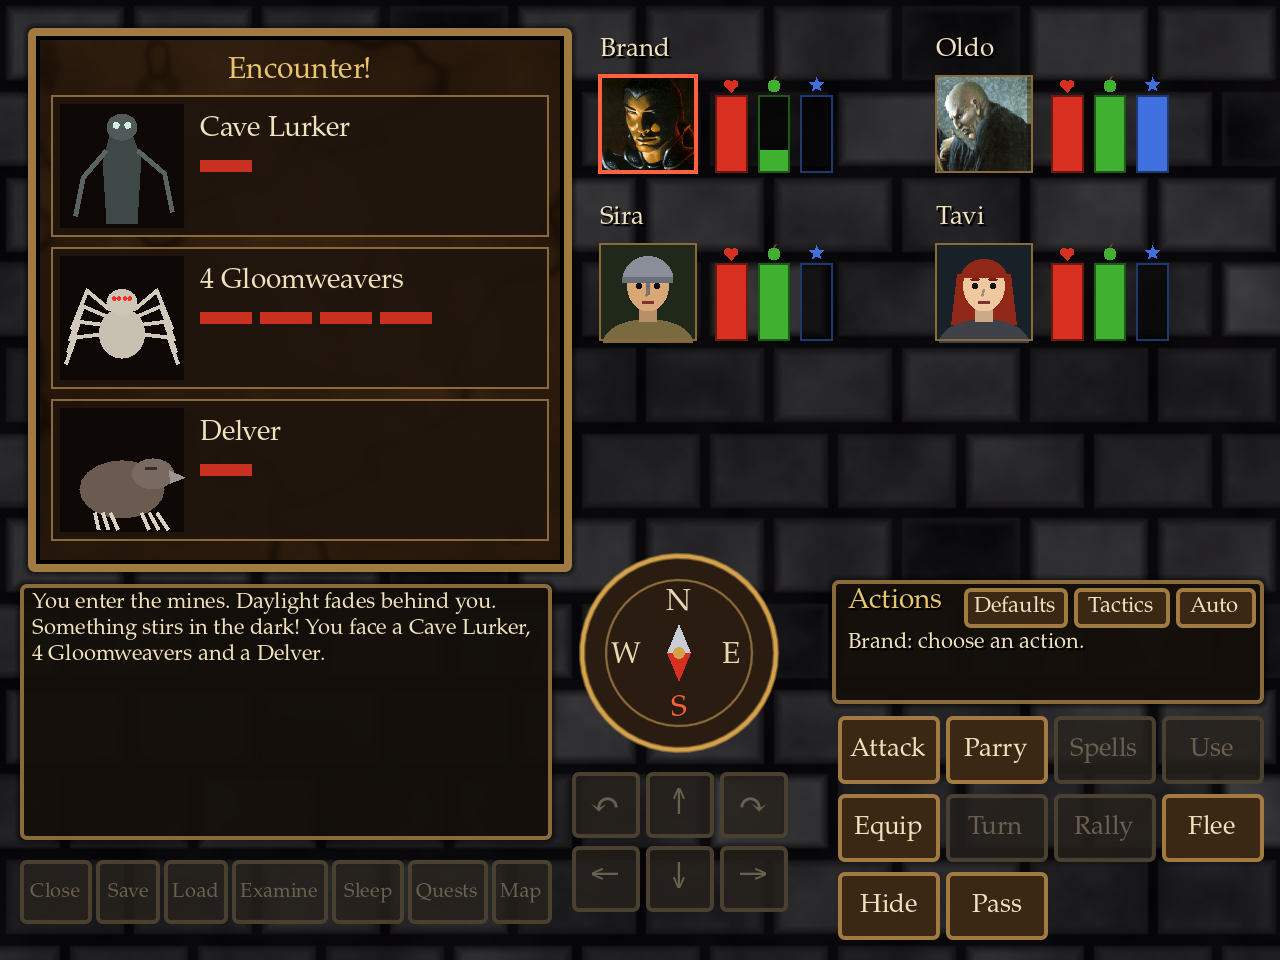 Encounter!
Cave Lurker
4 Gloomweavers
Delver
Brand
Oldo
Sira
Tavi
You enter the mines. Daylight fades behind you.
Something stirs in the dark! You face a Cave Lurker,
4 Gloomweavers and a Delver.
N
W
E
S
Actions
Defaults
Tactics
Auto
Brand: choose an action.
Attack
Parry
Spells
Use
Equip
Turn
Rally
Flee
Hide
Pass
Close
Save
Load
Examine
Sleep
Quests
Map